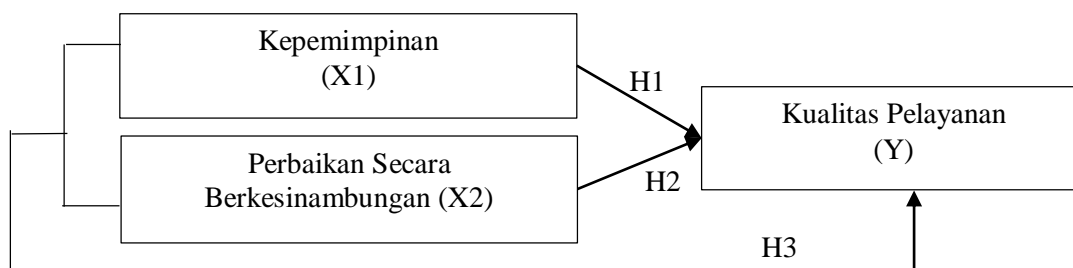 Kepemimpinan
(X1)
H1
Kualitas Pelayanan
(Y)
Perbaikan Secara
Berkesinambungan (X2)
H2
H3